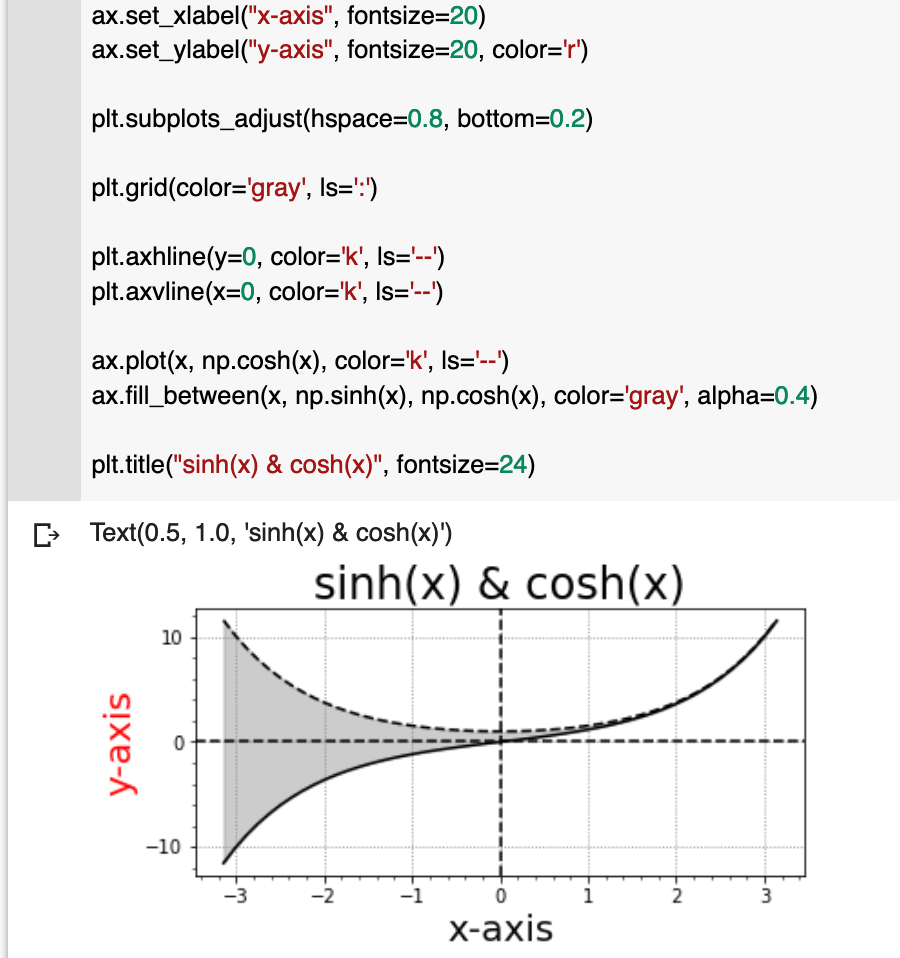 ax.set_xlabel("x-axis", fontsize=20)
ax.set_ylabel("y-axis", fontsize=20, color='r')
plt.subplots_adjust(hspace=0.8, bottom=0.2)
plt.grid(color='gray', ls=':')
plt.axhline(y=0, color='k', ls='--')
plt.axvline(x=0, color='k', ls='--')
ax.plot(x, np.cosh(x), color='k', ls='--')
ax.fill_between(x, np.sinh(x), np.cosh(x), color='gray', alpha=0.4)
plt.title("sinh(x) & cosh(x)", fontsize=24)
Text(0.5, 1.0, 'sinh(x) & cosh(x)')
sinh(x) & cosh(x)
10
0
−10
y-axis
−3 −2 −1 0 1 2 3
x-axis